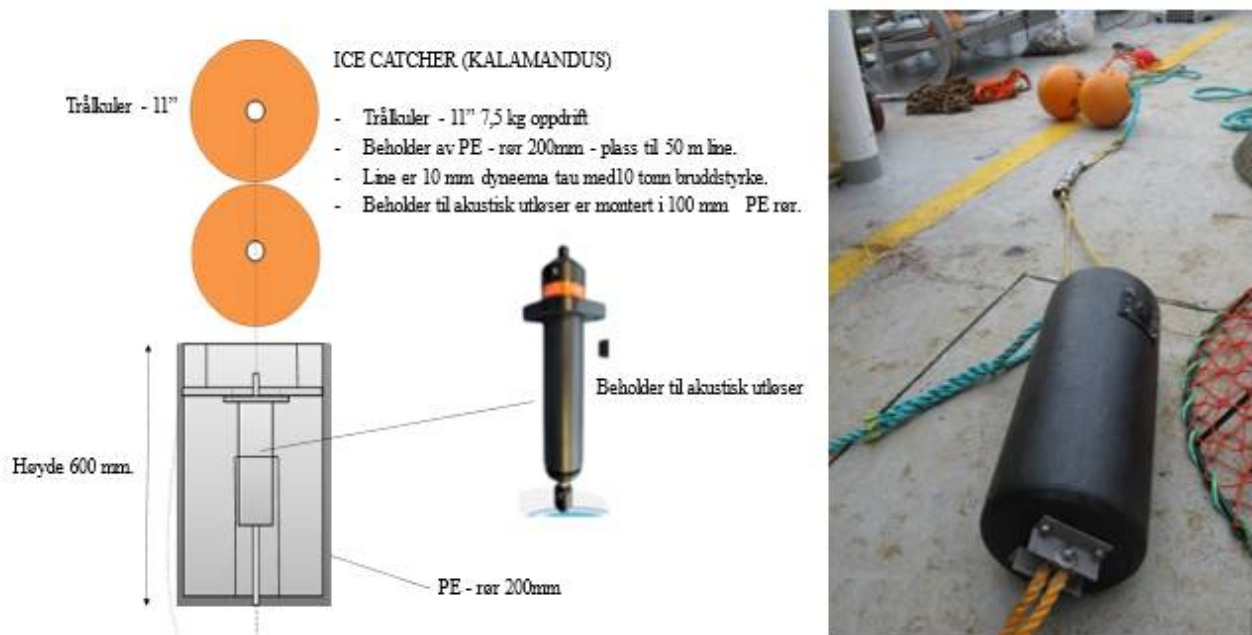 ICE CATCHER (KALAMANDUS)
Trålkuler - 11”
- Trålkuler - 11” 7,5 kg oppdrift
- Beholder av PE - rør 200mm - plass til 50 m line.
- Line er 10 mm dyneema tau med10 tonn bruddstyrke.
- Beholder til akustisk utløser er montert i 100 mm PE rør.
Beholder til akustisk utløser
Høyde 600 mm.
PE - rør 200mm